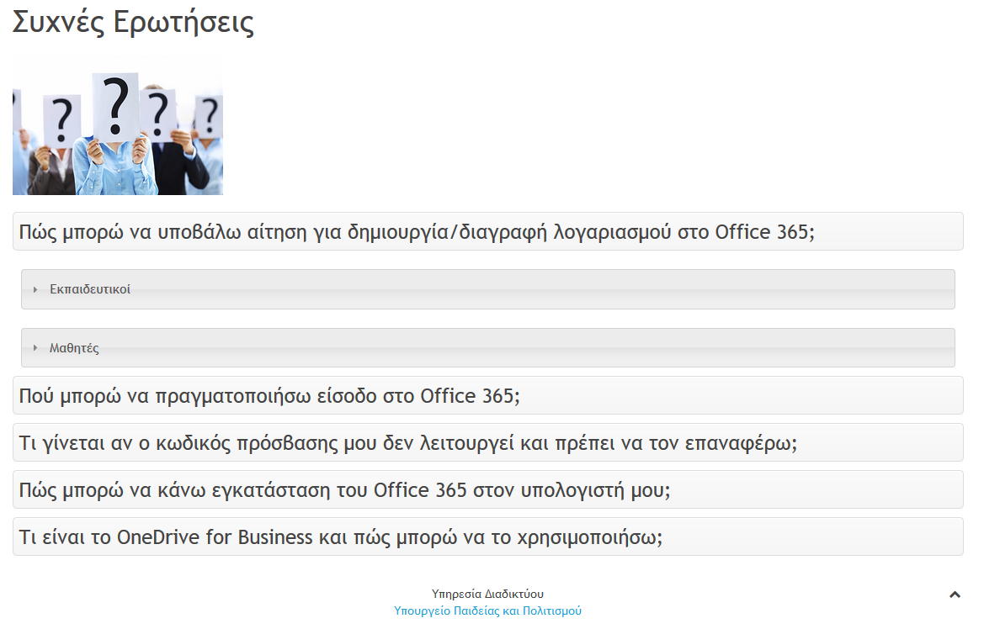 Συχνές Ερωτήσεις
? ? ? ?
Πώς μπορώ να υποβάλω αίτηση για δημιουργία/διαγραφή λογαριασμού στο Office 365;
Εκπαιδευτικοί
Μαθητές
Πού μπορώ να πραγματοποιήσω είσοδο στο Office 365;
Τι γίνεται αν ο κωδικός πρόσβασης μου δεν λειτουργεί και πρέπει να τον επαναφέρω;
Πώς μπορώ να κάνω εγκατάσταση του Office 365 στον υπολογιστή μου;
Τι είναι το OneDrive for Business και πώς μπορώ να το χρησιμοποιήσω;
Υπηρεσία Διαδικτύου
Υπουργείο Παιδείας και Πολιτισμού